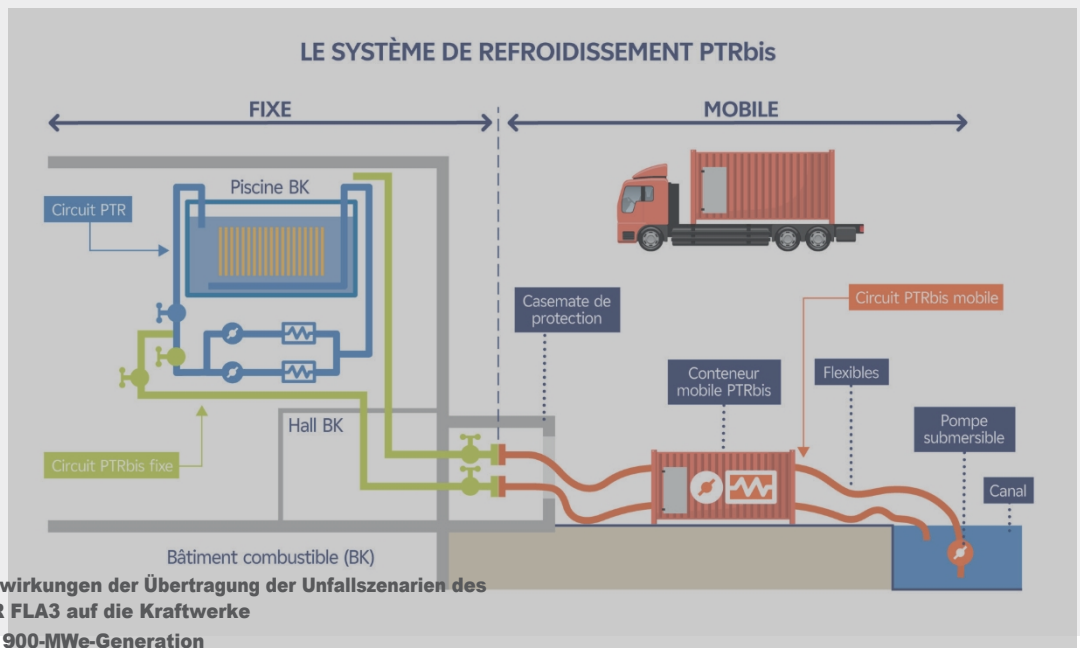 LE SYSTÈME DE REFROIDISSEMENT PTRbis
FIXE
MOBILE
Piscine BK
Circuit PTR
Casemate de
protection
Circuit PTRbis mobile
Conteneur
mobile PTRbis
Flexibles
Pompe
submersible
Hall BK
Circuit PTRbis fixe
Canal
Bâtiment combustible (BK)
wirkungen der Übertragung der Unfallszenarien des
FLA3 auf die Kraftwerke
900-MWe-Generation